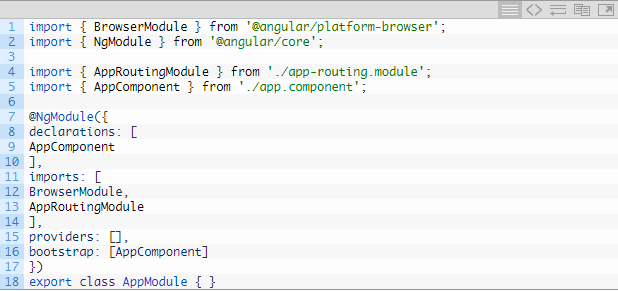 1 import { BrowserModule } from '@angular/platform-browser';
2 import { NgModule } from '@angular/core';
3
4 import { AppRoutingModule } from './app-routing.module';
5 import { AppComponent } from './app.component';
6
7 @NgModule({
8 declarations: [
9 AppComponent
10 ],
11 imports: [
12 BrowserModule,
13 AppRoutingModule
14 ],
15 providers: [],
16 bootstrap: [AppComponent]
17 })
18 export class AppModule { }